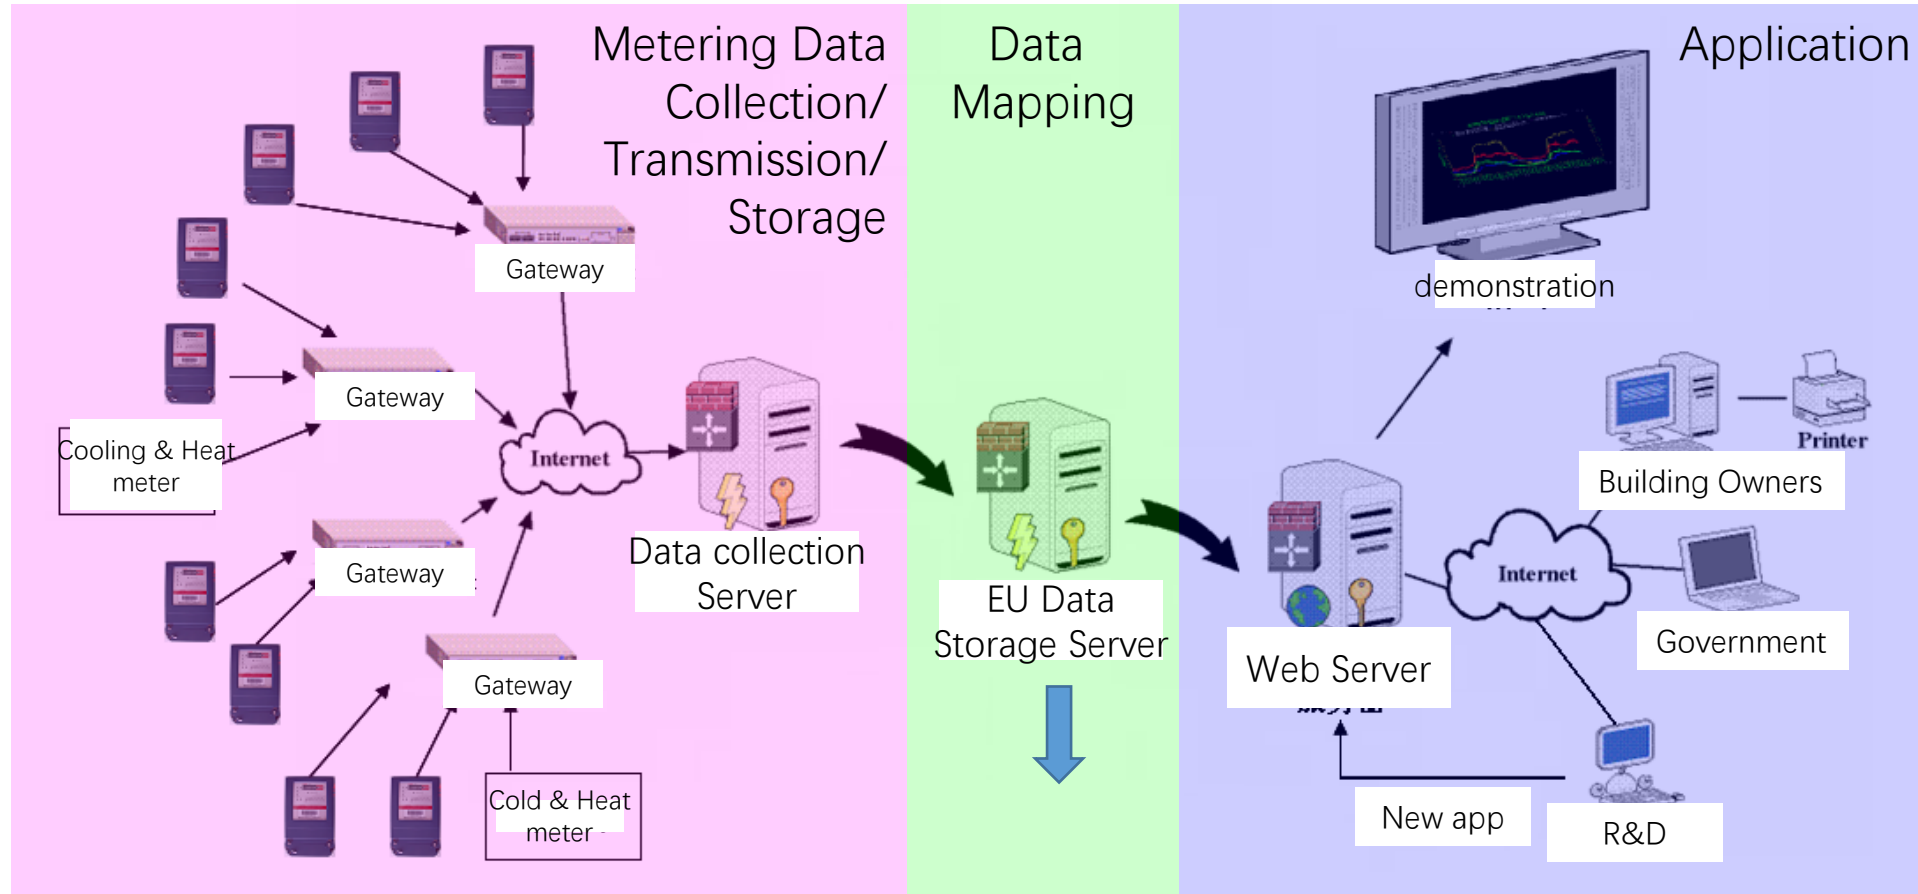 Metering Data
Collection/
Transmission/
Storage
Data
Mapping
Application
Gateway
demonstration
Gateway
Cooling & Heat
meter
Internet
Printer
Building Owners
Gateway
Data collection
Server
EU Data
Storage Server
Internet
Government
Web Server
Gateway
Cold & Heat
meter
New app
R&D